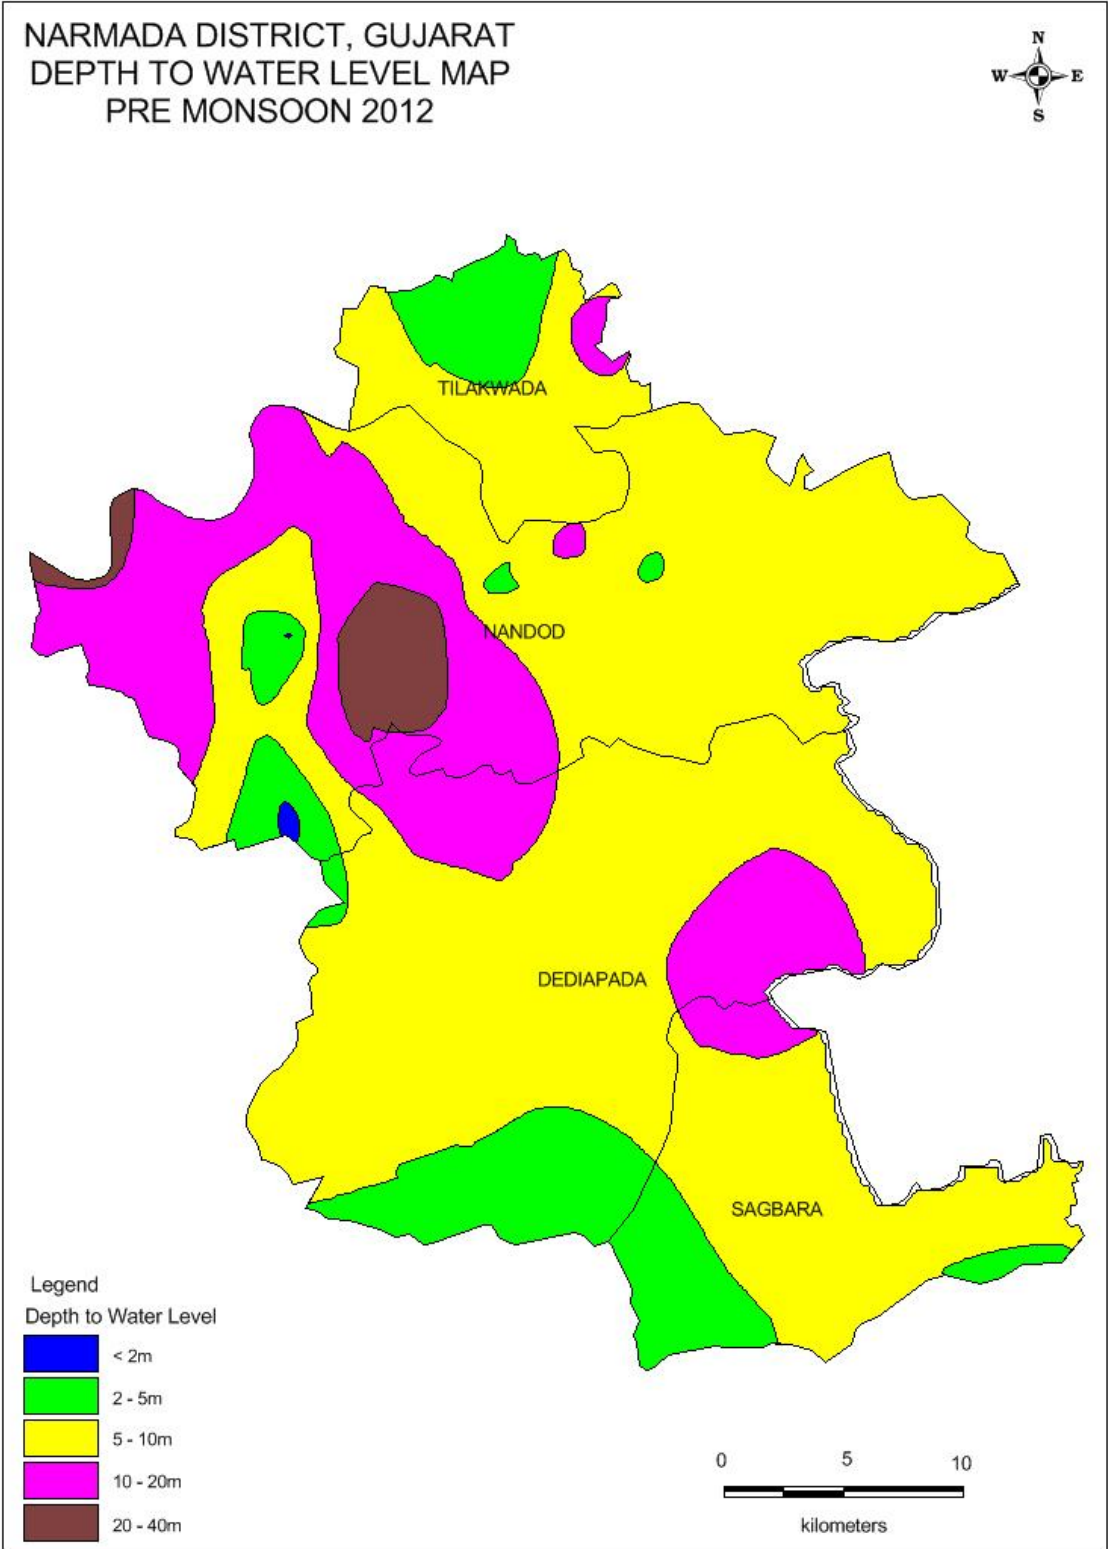 NARMADA DISTRICT, GUJARAT
DEPTH TO WATER LEVEL MAP
PRE MONSOON 2012
N
W E
S
TILAKWADA
NANDOD
DEDIAPADA
SAGBARA
Legend
Depth to Water Level
< 2m
2 - 5m
5 - 10m
10 - 20m
20 - 40m
0 5 10
kilometers